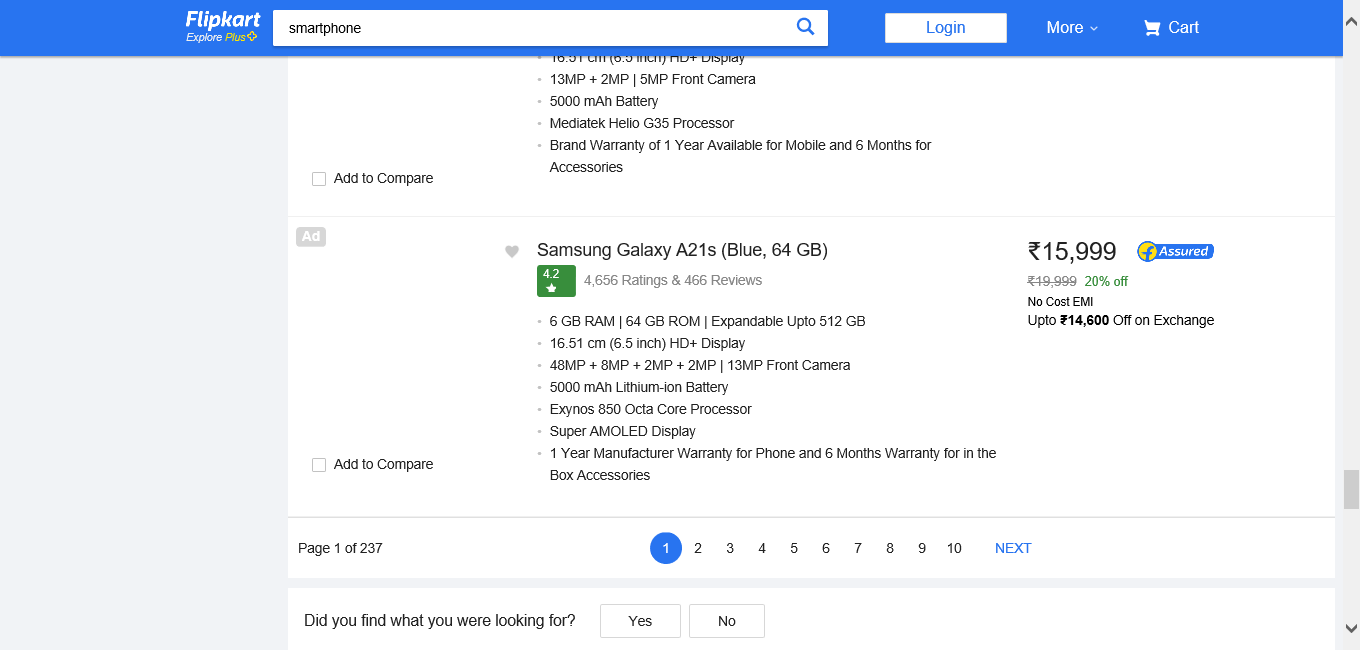 Flipkart
Explore Plus
smartphone
Login
More
Cart
16.51 cm (6.5 inch) HD+ Display
13MP + 2MP | 5MP Front Camera
5000 mAh Battery
Mediatek Helio G35 Processor
Brand Warranty of 1 Year Available for Mobile and 6 Months for
Accessories
Add to Compare
Ad
Samsung Galaxy A21s (Blue, 64 GB)
4.2
4,656 Ratings & 466 Reviews
6 GB RAM | 64 GB ROM | Expandable Upto 512 GB
16.51 cm (6.5 inch) HD+ Display
48MP + 8MP + 2MP + 2MP | 13MP Front Camera
5000 mAh Lithium-ion Battery
Exynos 850 Octa Core Processor
Super AMOLED Display
1 Year Manufacturer Warranty for Phone and 6 Months Warranty for in the
Box Accessories
Add to Compare
₹15,999
Assured
₹19,999 20% off
No Cost EMI
Upto ₹14,600 Off on Exchange
Page 1 of 237
1 2 3 4 5 6 7 8 9 10 NEXT
Did you find what you were looking for?
Yes
No